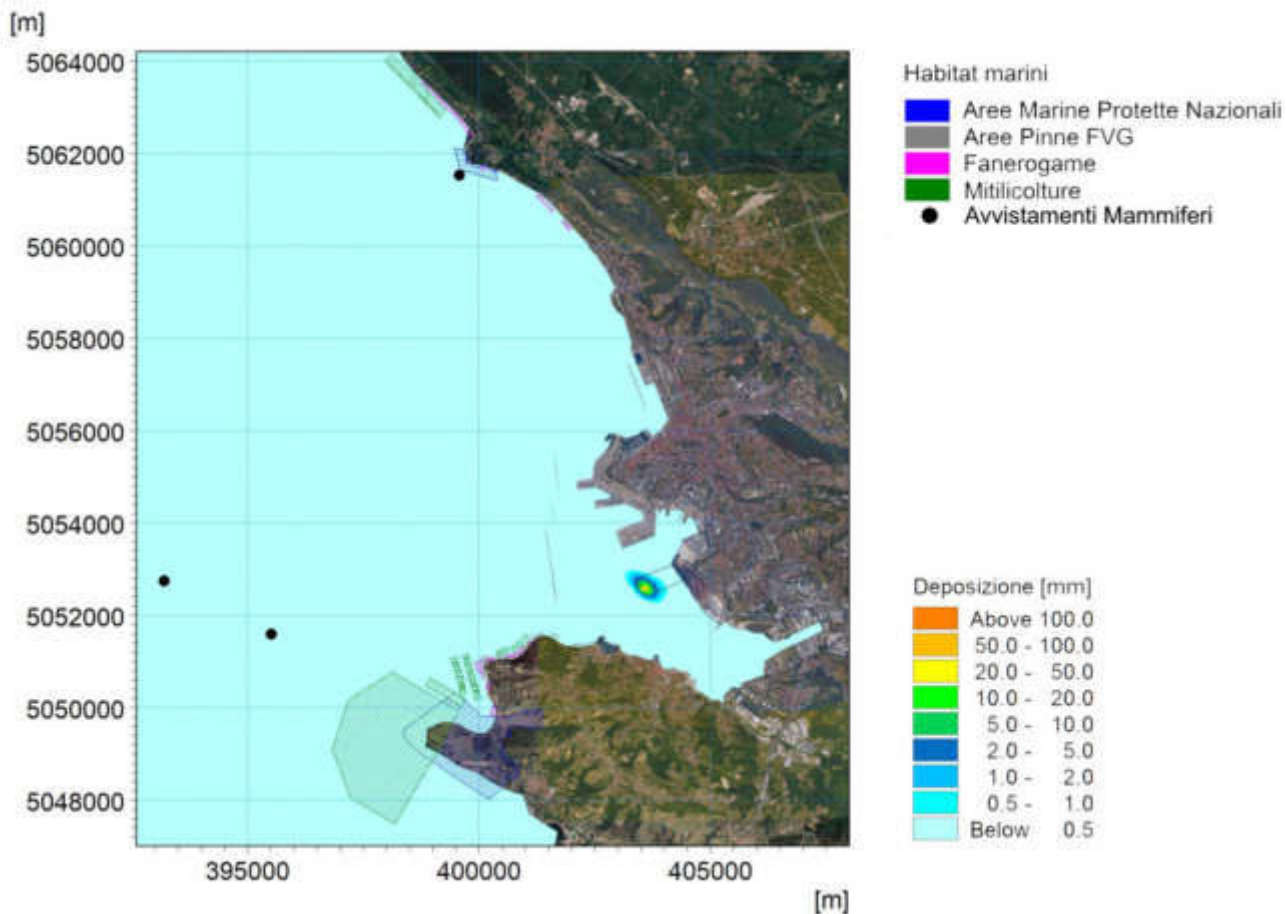 [m]
5064000
5062000
5060000
5058000
5056000
5054000
5052000
5050000
5048000
395000
400000
405000
[m]
Habitat marini
Aree Marine Protette Nazionali
Aree Pinne FVG
Fanerogame
Mitilicolture
Avvistamenti Mammiferi
Deposizione [mm]
Above 100.0
50.0 - 100.0
20.0 - 50.0
10.0 - 20.0
5.0 - 10.0
2.0 - 5.0
1.0 - 2.0
0.5 - 1.0
Below 0.5